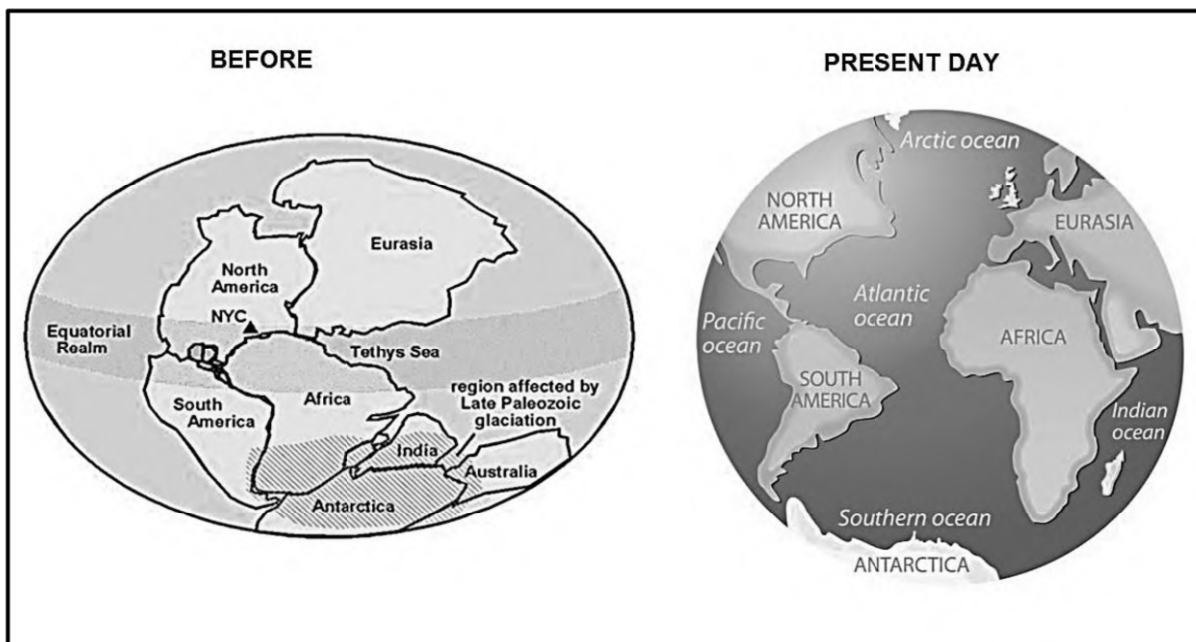 BEFORE
Eurasia
North
America
NYC
Equatorial
Realm
Tethys Sea
region affected by
Late Paleozoic
glaciation
South
America
Africa
India
Australia
Antarctica
PRESENT DAY
Arctic ocean
NORTH
AMERICA
EURASIA
Atlantic
ocean
Pacific
ocean
AFRICA
SOUTH
AMERICA
Indian
ocean
Southern ocean
ANTARCTICA